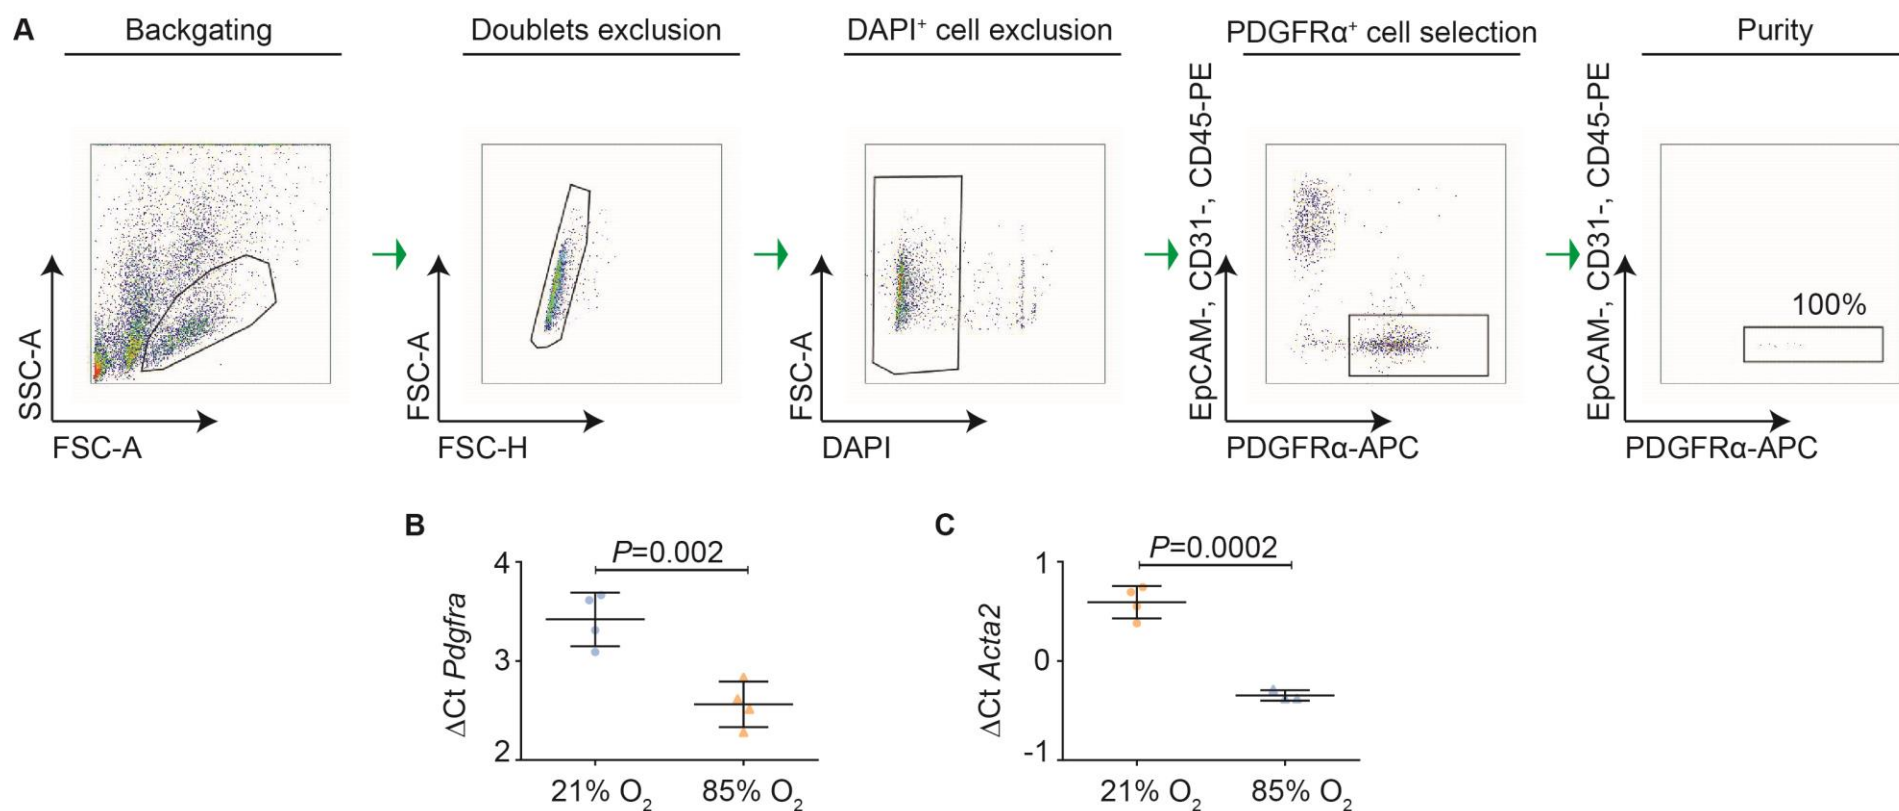 A
Backgating
Doublets exclusion
DAPI⁺ cell exclusion
PDGFRα⁺ cell selection
Purity
SSC-A
FSC-A
FSC-A
FSC-H
FSC-A
DAPI
EpCAM-, CD31-, CD45-PE
PDGFRα-APC
EpCAM-, CD31-, CD45-PE
100%
PDGFRα-APC
B
P=0.002
ΔCt Pdgfra
4
3
2
21% O₂
85% O₂
C
P=0.0002
ΔCt Acta2
1
0
-1
21% O₂
85% O₂